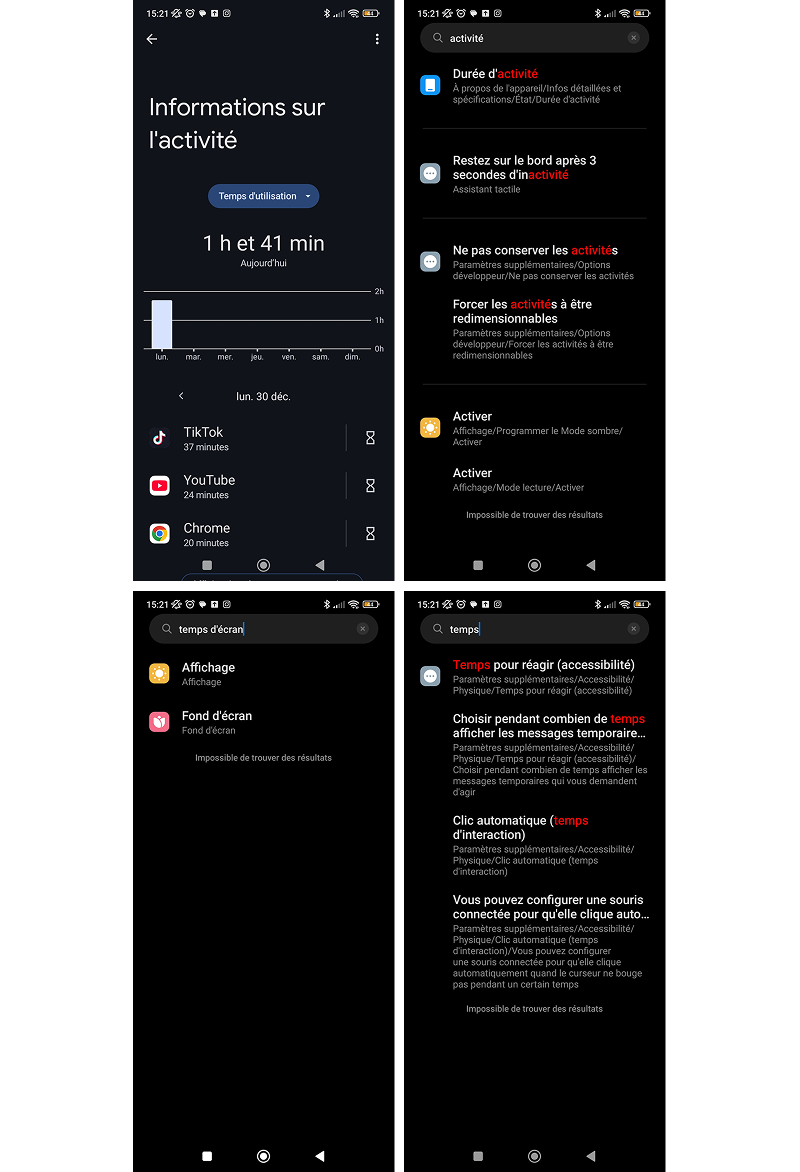 15:21
Informations sur
l'activité
Temps d'utilisation
1 h et 41 min
Aujourd'hui
2h
1h
0h
lun. mar. mer. jeu. ven. sam. dim.
lun. 30 déc.
TikTok
37 minutes
YouTube
24 minutes
Chrome
20 minutes
15:21
activité
Durée d'activité
À propos de l'appareil/Infos détaillées et
spécifications/État/Durée d'activité
Restez sur le bord après 3
secondes d'inactivité
Assistant tactile
Ne pas conserver les activités
Paramètres supplémentaires/Options
développeur/Ne pas conserver les activités
Forcer les activités à être
redimensionnables
Paramètres supplémentaires/Options
développeur/Forcer les activités à être
redimensionnables
Activer
Affichage/Programmer le Mode sombre/
Activer
Activer
Affichage/Mode lecture/Activer
Impossible de trouver des résultats
15:21
temps d'écran
Affichage
Affichage
Fond d'écran
Fond d'écran
Impossible de trouver des résultats
15:21
temps
Temps pour réagir (accessibilité)
Paramètres supplémentaires/Accessibilité/
Physique/Temps pour réagir (accessibilité)
Choisir pendant combien de temps
afficher les messages temporaire…
Paramètres supplémentaires/Accessibilité/
Physique/Temps pour réagir (accessibilité)/
Choisir pendant combien de temps afficher les
messages temporaires qui vous demandent
d'agir
Clic automatique (temps
d'interaction)
Paramètres supplémentaires/Accessibilité/
Physique/Clic automatique (temps
d'interaction)
Vous pouvez configurer une souris
connectée pour qu'elle clique auto…
Paramètres supplémentaires/Accessibilité/
Physique/Clic automatique (temps
d'interaction)/Vous pouvez configurer
une souris connectée pour qu'elle clique
automatiquement quand le curseur ne bouge
pas pendant un certain temps
Impossible de trouver des résultats